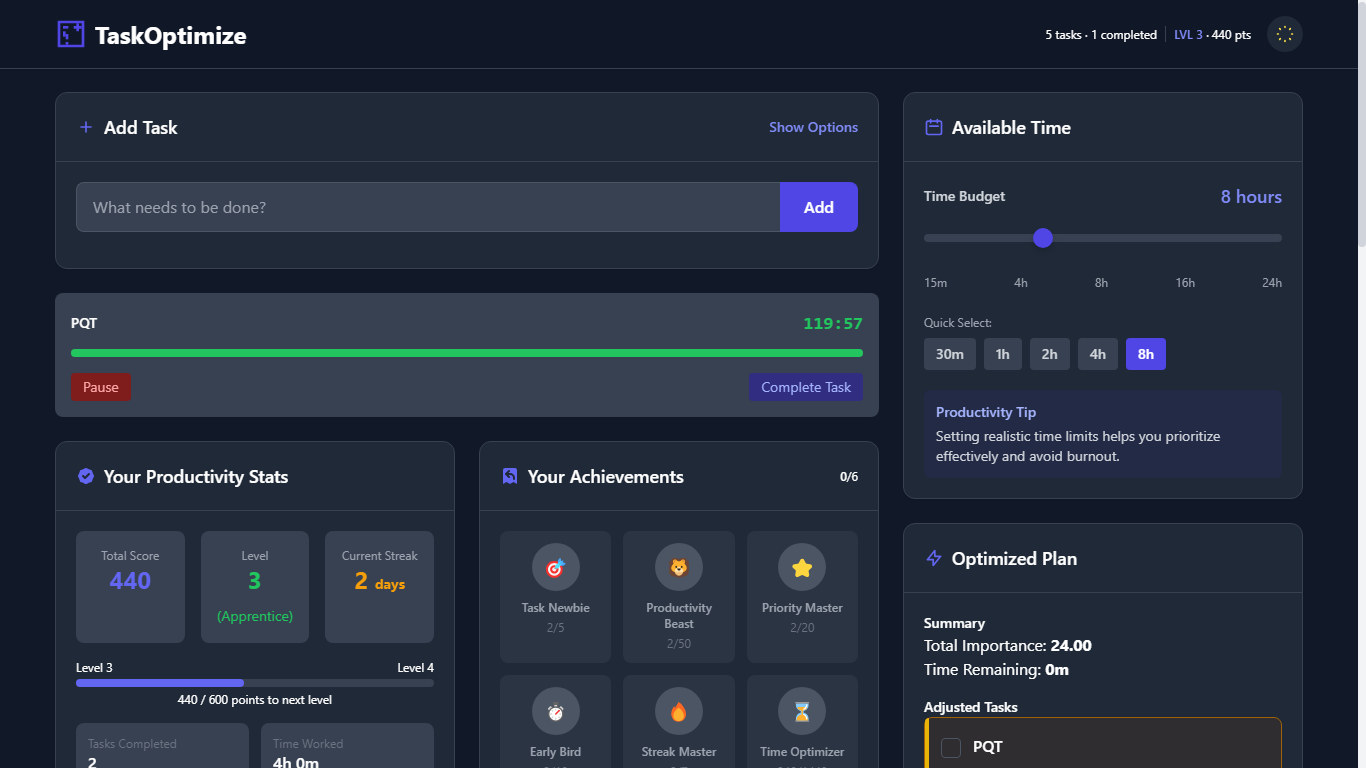 TaskOptimize
5 tasks · 1 completed
LVL 3 · 440 pts
Add Task
Show Options
What needs to be done?
Add
PQT
119:57
Pause
Complete Task
Your Productivity Stats
Total Score
440
Level
3
(Apprentice)
Current Streak
2 days
Level 3
Level 4
440 / 600 points to next level
Tasks Completed
2
Time Worked
4h 0m
Your Achievements
0/6
Task Newbie
2/5
Productivity
Beast
2/50
Priority Master
2/20
Early Bird
Streak Master
Time Optimizer
Available Time
Time Budget
8 hours
15m
4h
8h
16h
24h
Quick Select:
30m
1h
2h
4h
8h
Productivity Tip
Setting realistic time limits helps you prioritize
effectively and avoid burnout.
Optimized Plan
Summary
Total Importance: 24.00
Time Remaining: 0m
Adjusted Tasks
PQT